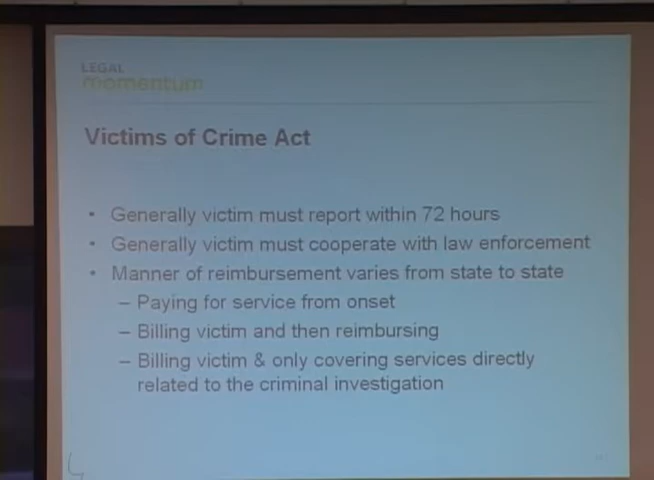 LEGAL
momentum
Victims of Crime Act
• Generally victim must report within 72 hours
• Generally victim must cooperate with law enforcement
• Manner of reimbursement varies from state to state
– Paying for service from onset
– Billing victim and then reimbursing
– Billing victim & only covering services directly
related to the criminal investigation